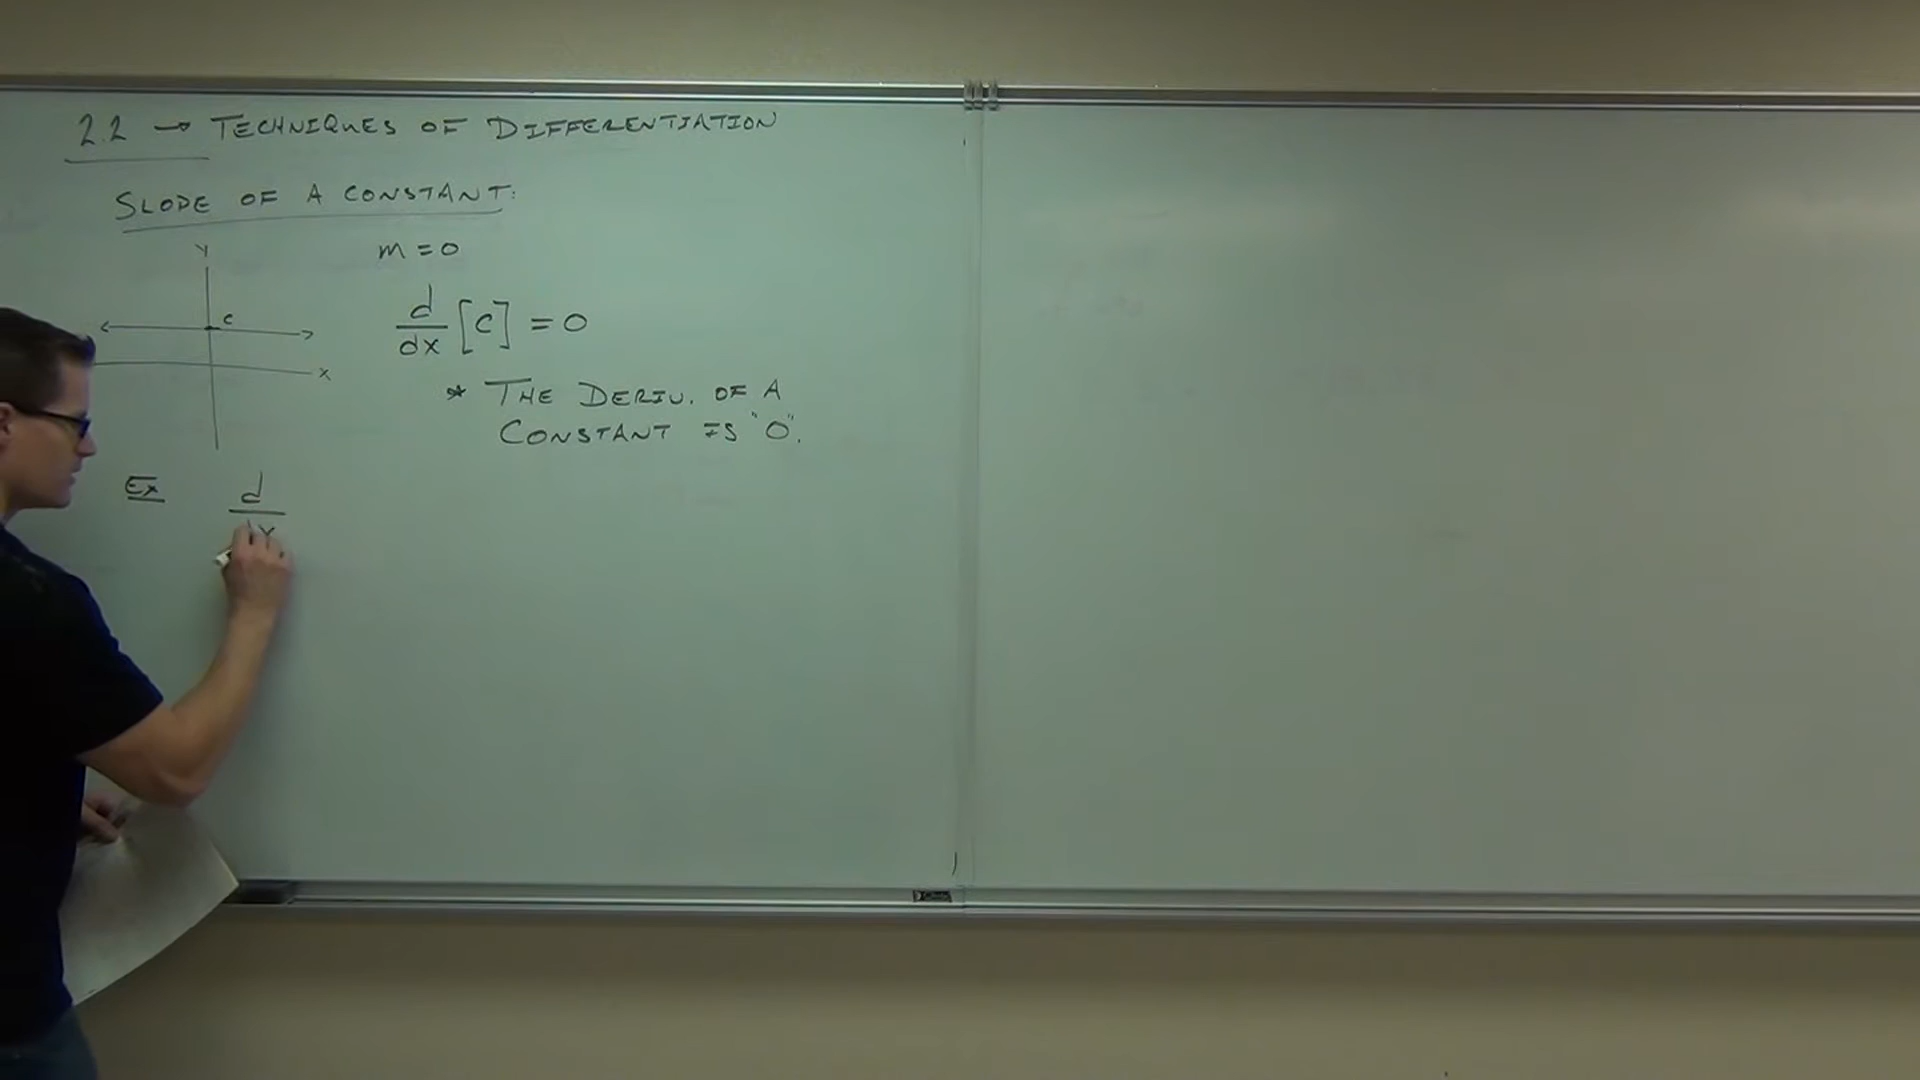 2.2 → TECHNIQUES OF DIFFERENTIATION
SLOPE OF A CONSTANT:
Y
m = 0
C
d/dx [C] = 0
X
* THE DERIV. OF A
CONSTANT IS "0".
Ex d/dx